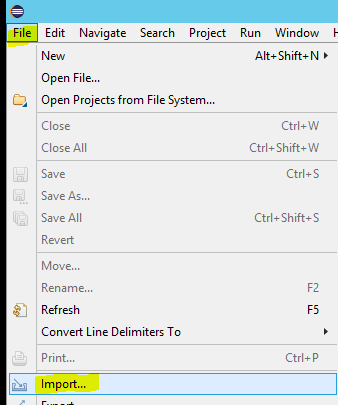 File Edit Navigate Search Project Run Window
New Alt+Shift+N
Open File...
Open Projects from File System...
Close Ctrl+W
Close All Ctrl+Shift+W
Save Ctrl+S
Save As...
Save All Ctrl+Shift+S
Revert
Move...
Rename... F2
Refresh F5
Convert Line Delimiters To
Print... Ctrl+P
Import...